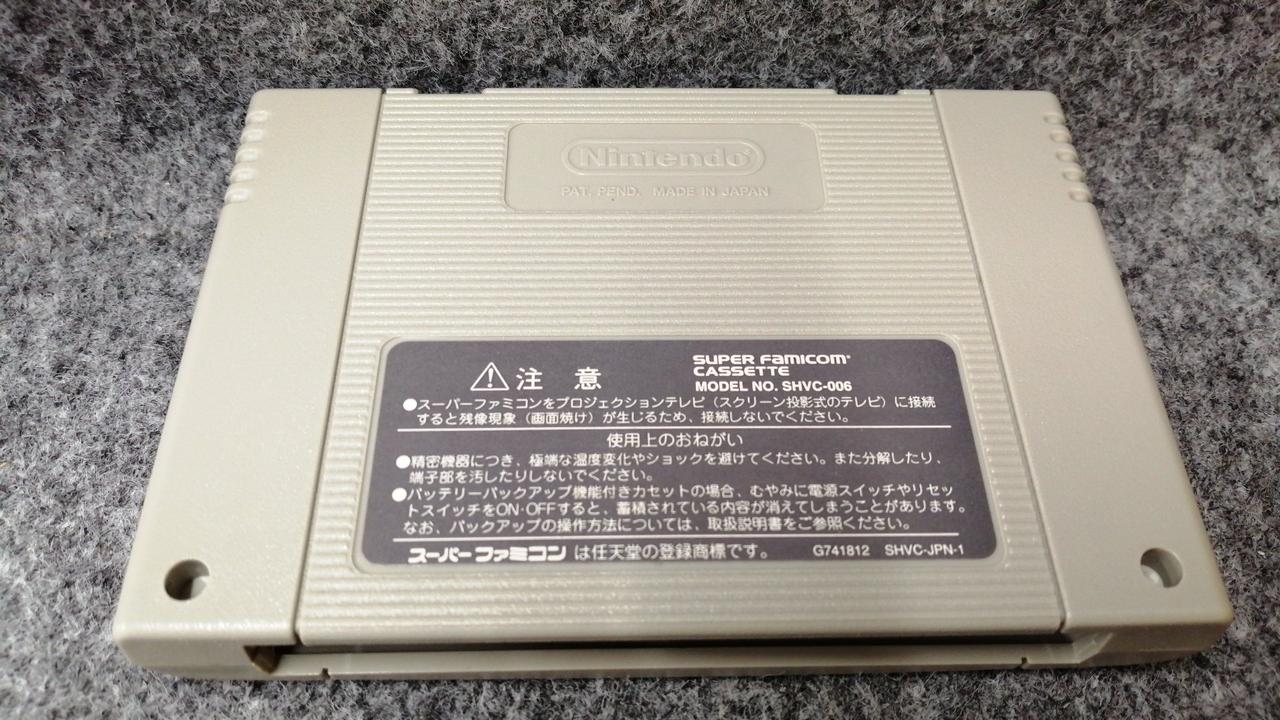 Nintendo®
PAT. PEND. MADE IN JAPAN
⚠注 意
SUPER FAMICOM®
CASSETTE
MODEL NO. SHVC-006
●スーパーファミコンをプロジェクションテレビ（スクリーン投影式のテレビ）に接続
すると残像現象（画面焼け）が生じるため、接続しないでください。
使用上のおねがい
●精密機器につき、極端な温度変化やショックを避けてください。また分解したり、
端子部を汚したりしないでください。
●バッテリーバックアップ機能付きカセットの場合、むやみに電源スイッチやリセッ
トスイッチをON・OFFすると、蓄積されている内容が消えてしまうことがあります。
なお、バックアップの操作方法については、取扱説明書をご参照ください。
スーパーファミコン は任天堂の登録商標です。 G741812 SHVC-JPN-1